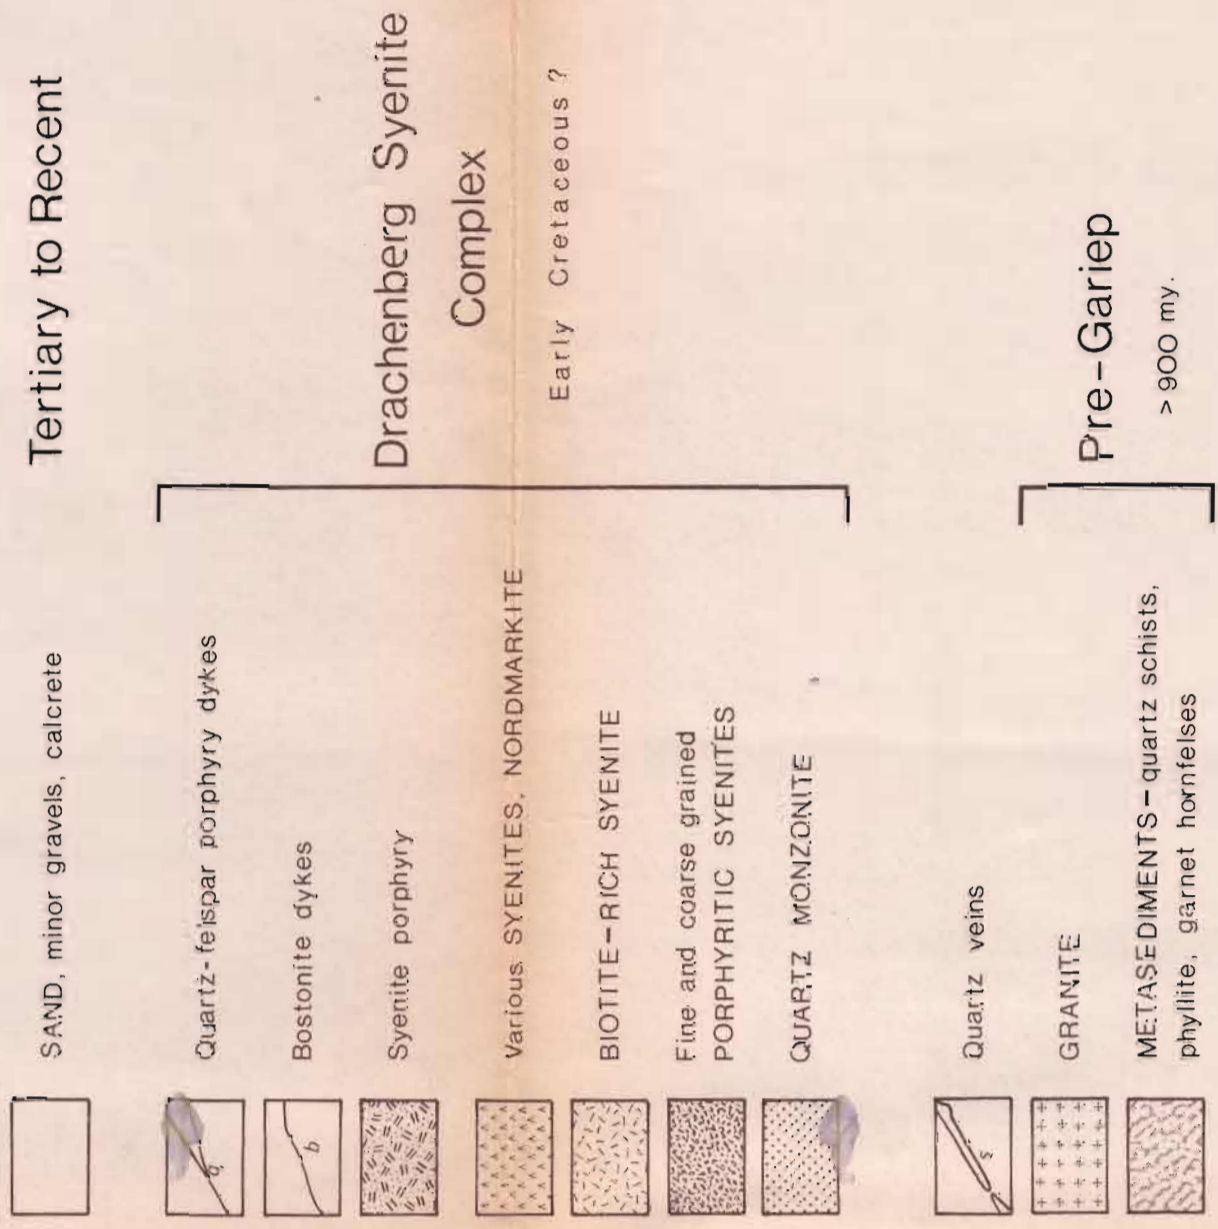 SAND, minor gravels, calcrete
Tertiary to Recent
Quartz-feispar porphyry dykes
b
Bostonite dykes
Syenite porphyry
Various SYENITES, NORDMARKITE
BIOTITE-RICH SYENITE
Fine and coarse grained
PORPHYRITIC SYENITES
QUARTZ MONZONITE
Drachenberg Syenite
Complex
Early Cretaceous ?
s
Quartz veins
GRANITE
METASEDIMENTS - quartz schists,
phyllite, garnet hornfelses
Pre-Gariep
> 900 my.